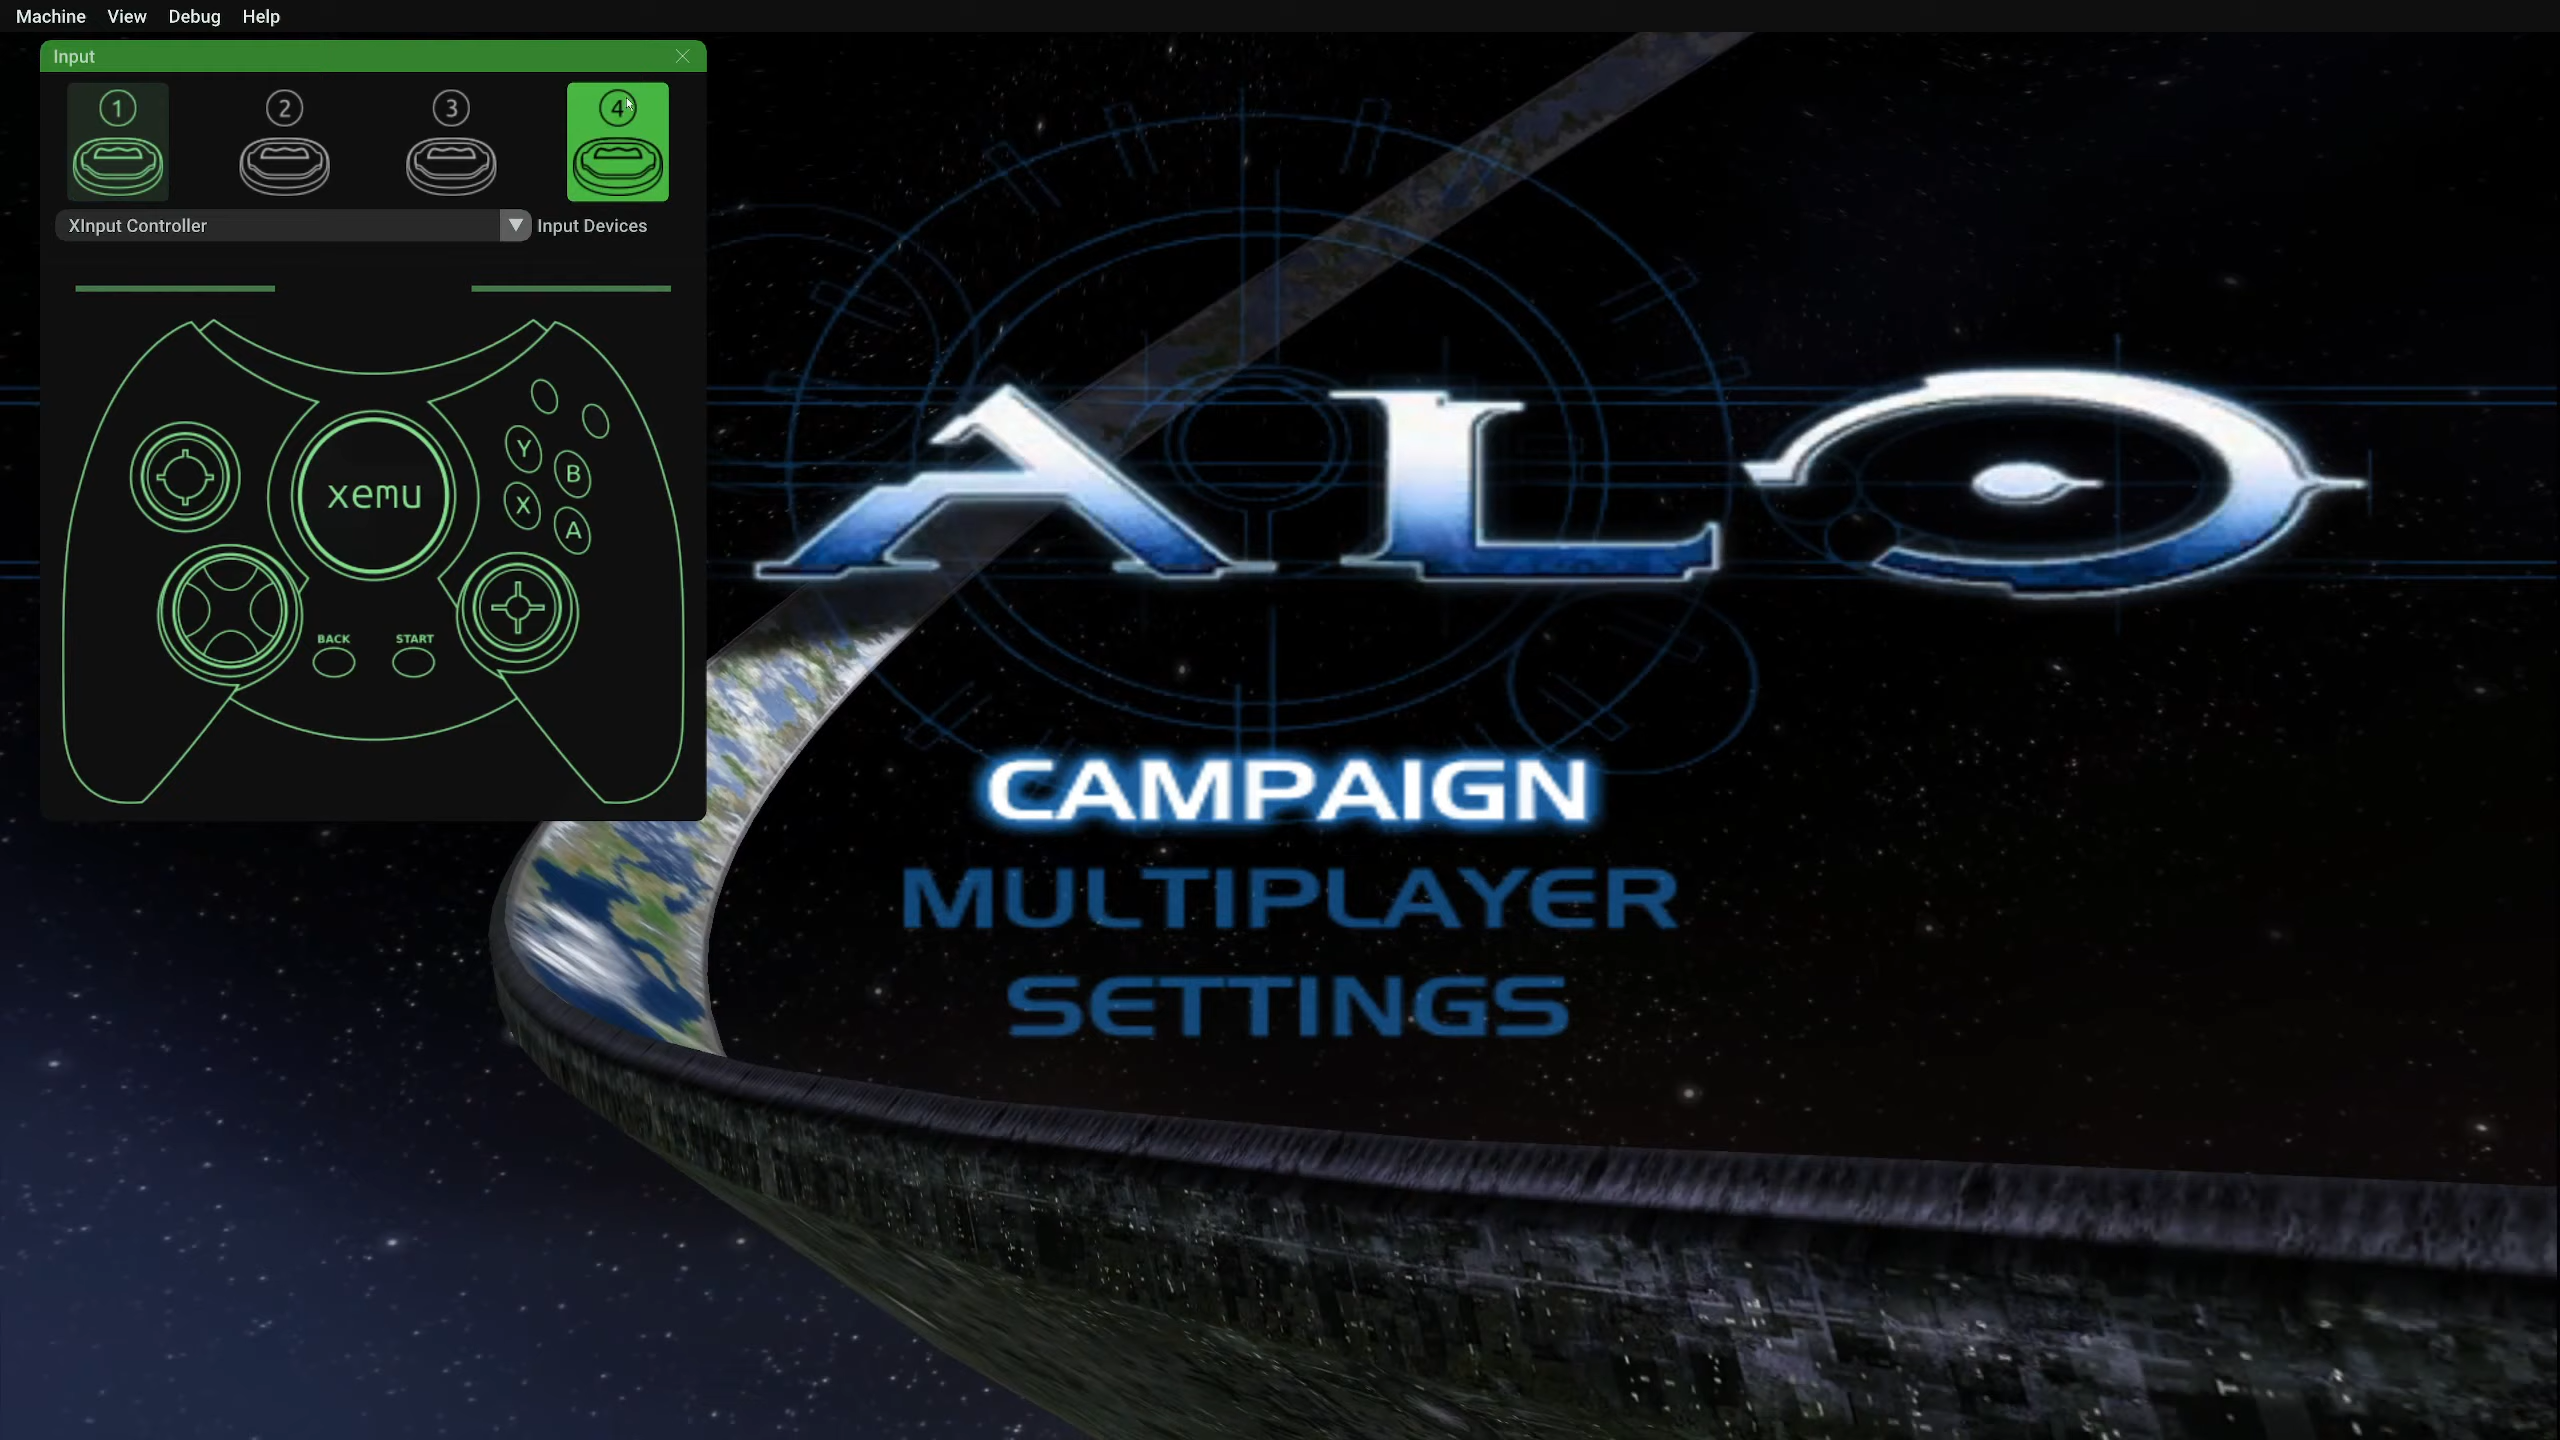 Machine View Debug Help
Input
1 2 3 4
XInput Controller Input Devices
Y
B
xemu
X
A
BACK START
ALO
CAMPAIGN
MULTIPLAYER
SETTINGS